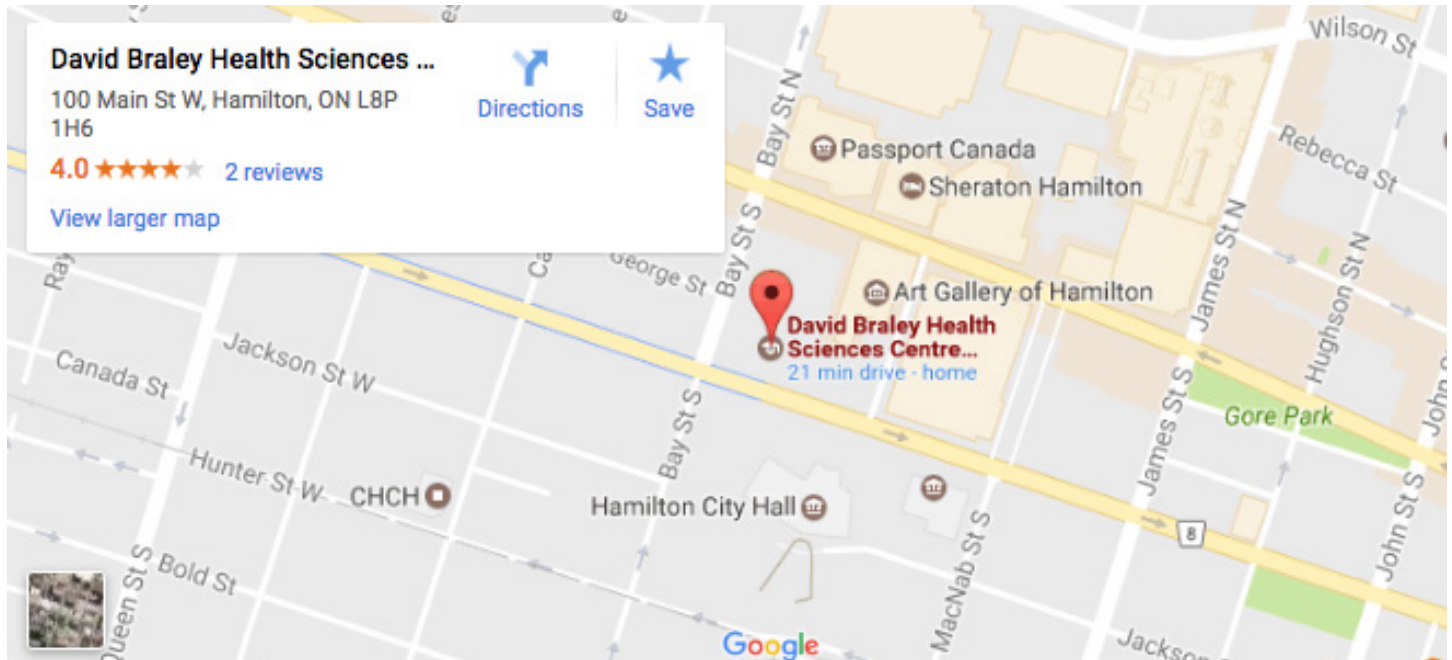 David Braley Health Sciences ...
100 Main St W, Hamilton, ON L8P
1H6
4.0
2 reviews
View larger map
Directions
Save
Wilson St
Bay St N
Passport Canada
Rebecca St
Sheraton Hamilton
James St N
Hughson St N
Bay St S
George St
Art Gallery of Hamilton
David Braley Health
Sciences Centre...
21 min drive - home
Jackson St W
Canada St
Gore Park
James St S
John St S
Bay St S
Hunter St W
CHCH
Hamilton City Hall
8
MacNab St S
Bold St
Queen St S
Google
Jackson